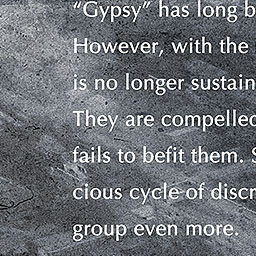 “Gypsy” has long b
However, with the
is no longer sustain
They are compelled
fails to befit them. S
cious cycle of discr
group even more.